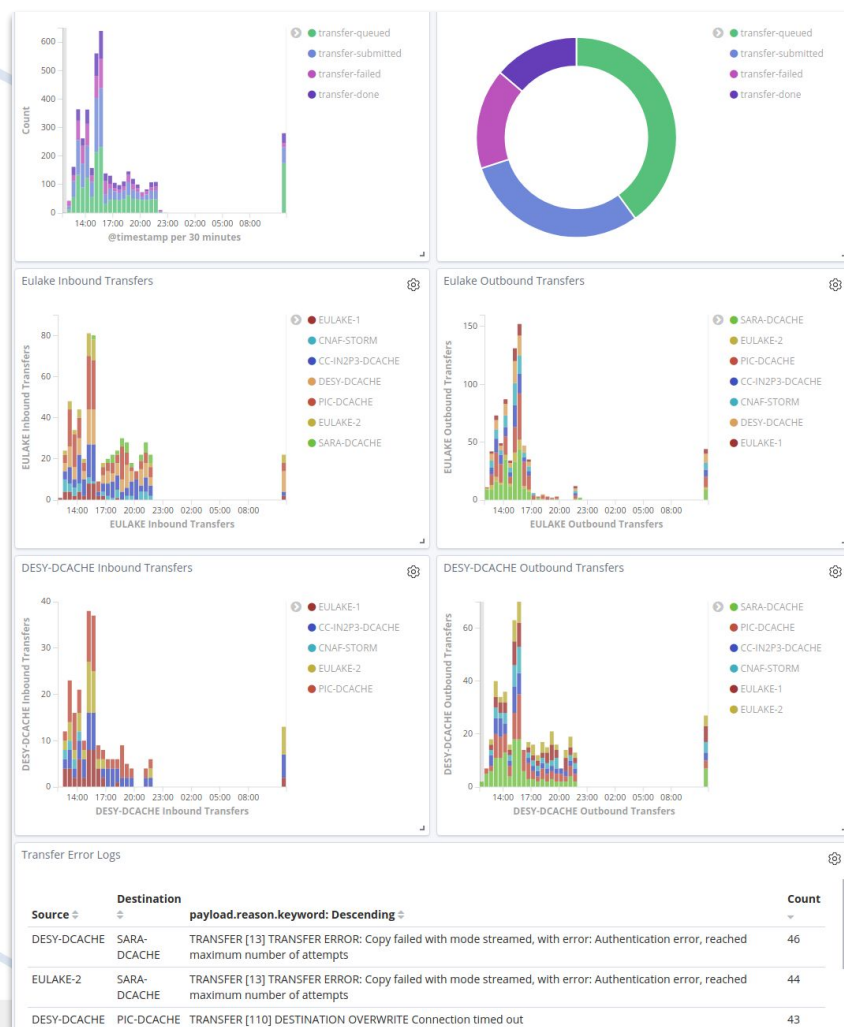 600
500
400
300
200
100
0
Count
14:00 17:00 20:00 23:00 02:00 05:00 08:00
@timestamp per 30 minutes
transfer-queued
transfer-submitted
transfer-failed
transfer-done
transfer-queued
transfer-submitted
transfer-failed
transfer-done
Eulake Inbound Transfers
80
60
40
20
0
EULAKE Inbound Transfers
14:00 17:00 20:00 23:00 02:00 05:00 08:00
EULAKE Inbound Transfers
EULAKE-1
CNAF-STORM
CC-IN2P3-DCACHE
DESY-DCACHE
PIC-DCACHE
EULAKE-2
SARA-DCACHE
Eulake Outbound Transfers
150
100
50
0
EULAKE Outbound Transfers
14:00 17:00 20:00 23:00 02:00 05:00 08:00
EULAKE Outbound Transfers
SARA-DCACHE
EULAKE-2
PIC-DCACHE
CC-IN2P3-DCACHE
CNAF-STORM
DESY-DCACHE
EULAKE-1
DESY-DCACHE Inbound Transfers
40
30
20
10
0
DESY-DCACHE Inbound Transfers
14:00 17:00 20:00 23:00 02:00 05:00 08:00
DESY-DCACHE Inbound Transfers
EULAKE-1
CC-IN2P3-DCACHE
CNAF-STORM
EULAKE-2
PIC-DCACHE
DESY-DCACHE Outbound Transfers
60
40
20
0
DESY-DCACHE Outbound Transfers
14:00 17:00 20:00 23:00 02:00 05:00 08:00
DESY-DCACHE Outbound Transfers
SARA-DCACHE
PIC-DCACHE
CC-IN2P3-DCACHE
CNAF-STORM
EULAKE-1
EULAKE-2
Transfer Error Logs
Source Destination payload.reason.keyword: Descending Count
DESY-DCACHE SARA- TRANSFER [13] TRANSFER ERROR: Copy failed with mode streamed, with error: Authentication error, reached 46
DCACHE maximum number of attempts
EULAKE-2 SARA- TRANSFER [13] TRANSFER ERROR: Copy failed with mode streamed, with error: Authentication error, reached 44
DCACHE maximum number of attempts
DESY-DCACHE PIC-DCACHE TRANSFER [110] DESTINATION OVERWRITE Connection timed out 43